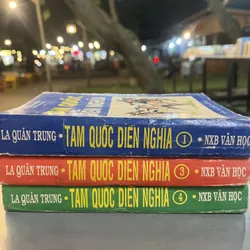 LA QUÁN TRUNG • TAM QUỐC DIỄN NGHĨA 1 • NXB VĂN HỌC
LA QUÁN TRUNG • TAM QUỐC DIỄN NGHĨA 3 • NXB VĂN HỌC
LA QUÁN TRUNG • TAM QUỐC DIỄN NGHĨA 4 • NXB VĂN HỌC